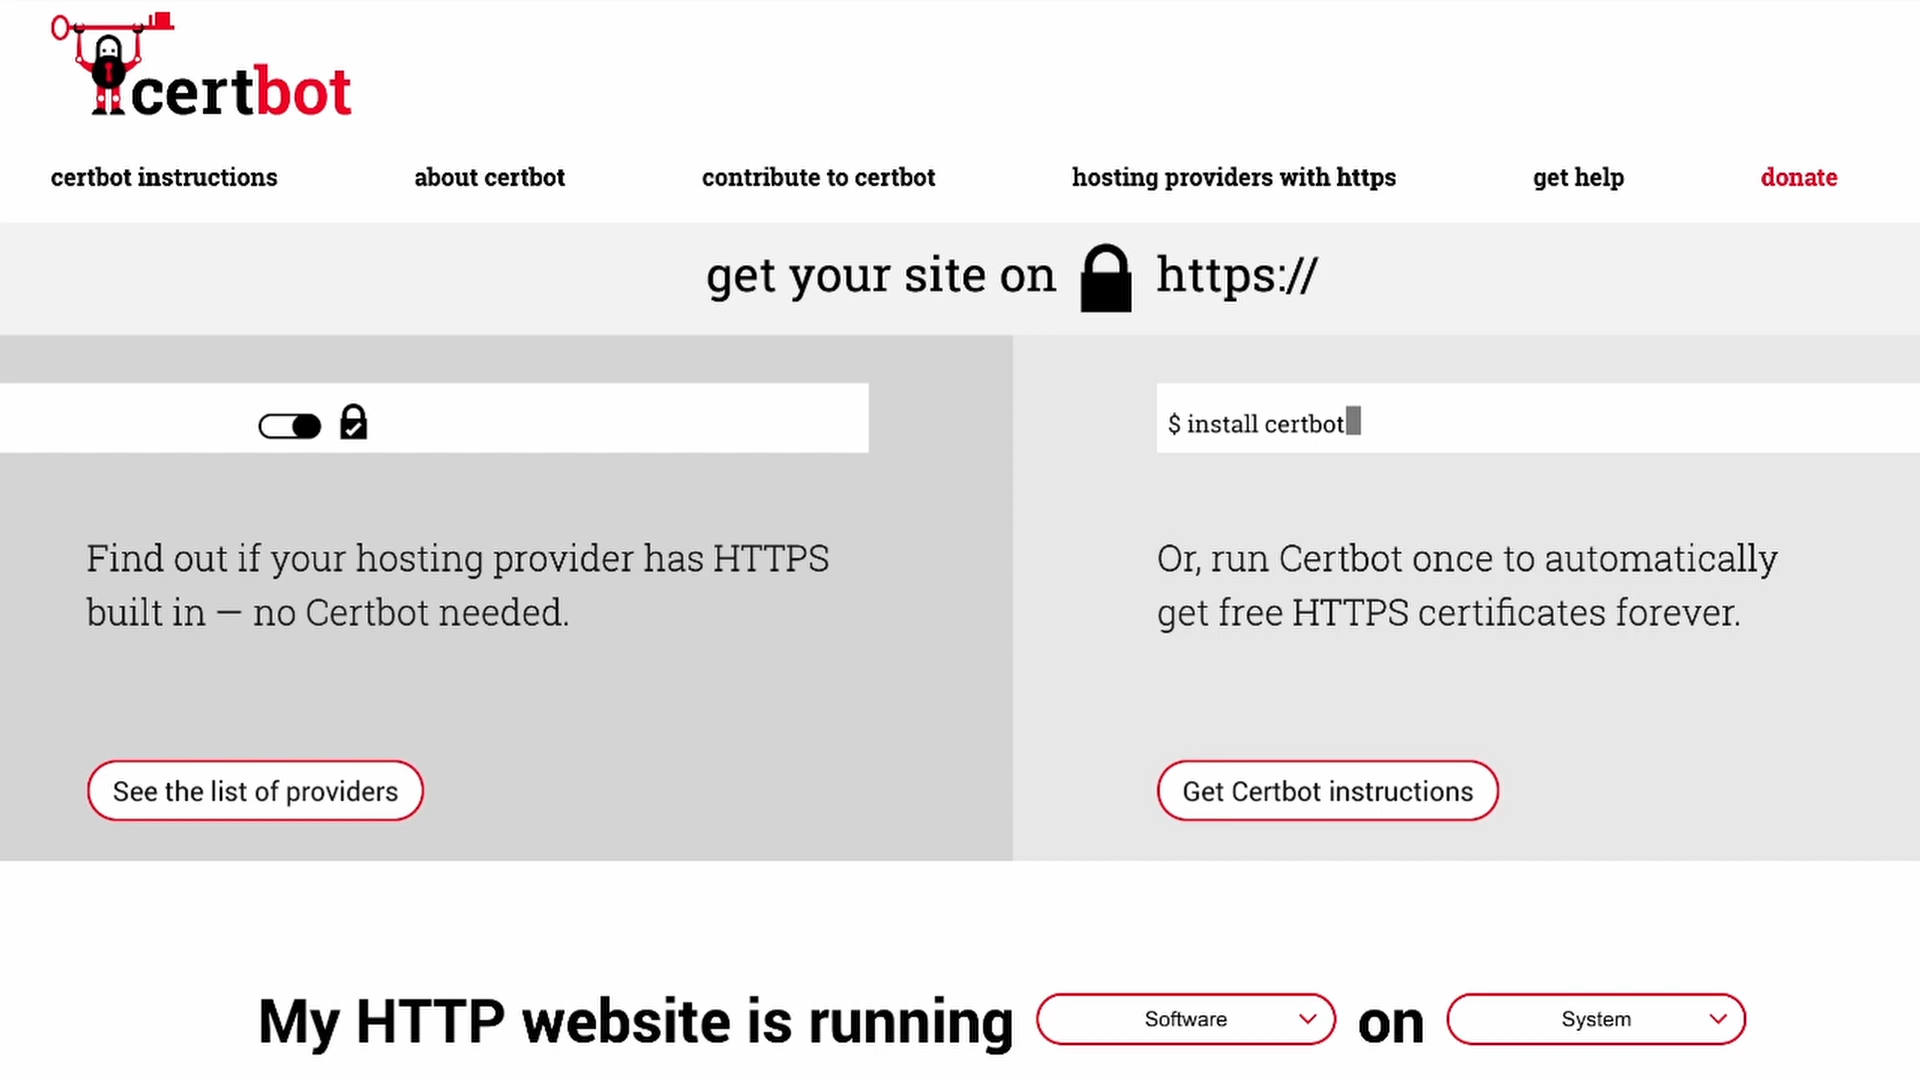 certbot
certbot instructions
about certbot
contribute to certbot
hosting providers with https
get help
donate
get your site on https://
$ install certbot
Find out if your hosting provider has HTTPS
built in — no Certbot needed.
Or, run Certbot once to automatically
get free HTTPS certificates forever.
See the list of providers
Get Certbot instructions
My HTTP website is running Software on System